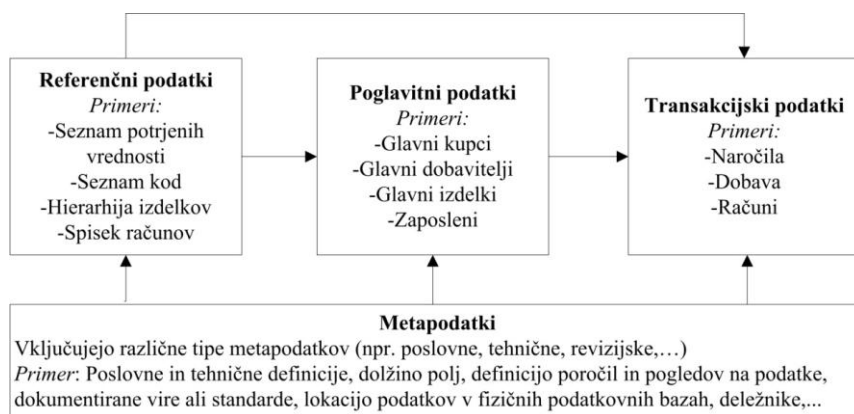 Referenčni podatki
Primeri:
-Seznam potrjenih
vrednosti
-Seznam kod
-Hierarhija izdelkov
-Spisek računov
Poglavitni podatki
Primeri:
-Glavni kupci
-Glavni dobavitelji
-Glavni izdelki
-Zaposleni
Transakcijski podatki
Primeri:
-Naročila
-Dobava
-Računi
Metapodatki
Vključujejo različne tipe metapodatkov (npr. poslovne, tehnične, revizijske,…)
Primer: Poslovne in tehnične definicije, dolžino polj, definicijo poročil in pogledov na podatke,
dokumentirane vire ali standarde, lokacijo podatkov v fizičnih podatkovnih bazah, deležnike,...